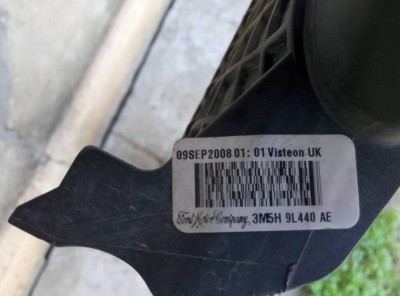 09SEP2008 01:01 Visteon UK
Ford Motor Company, 3M5H 9L440 AE